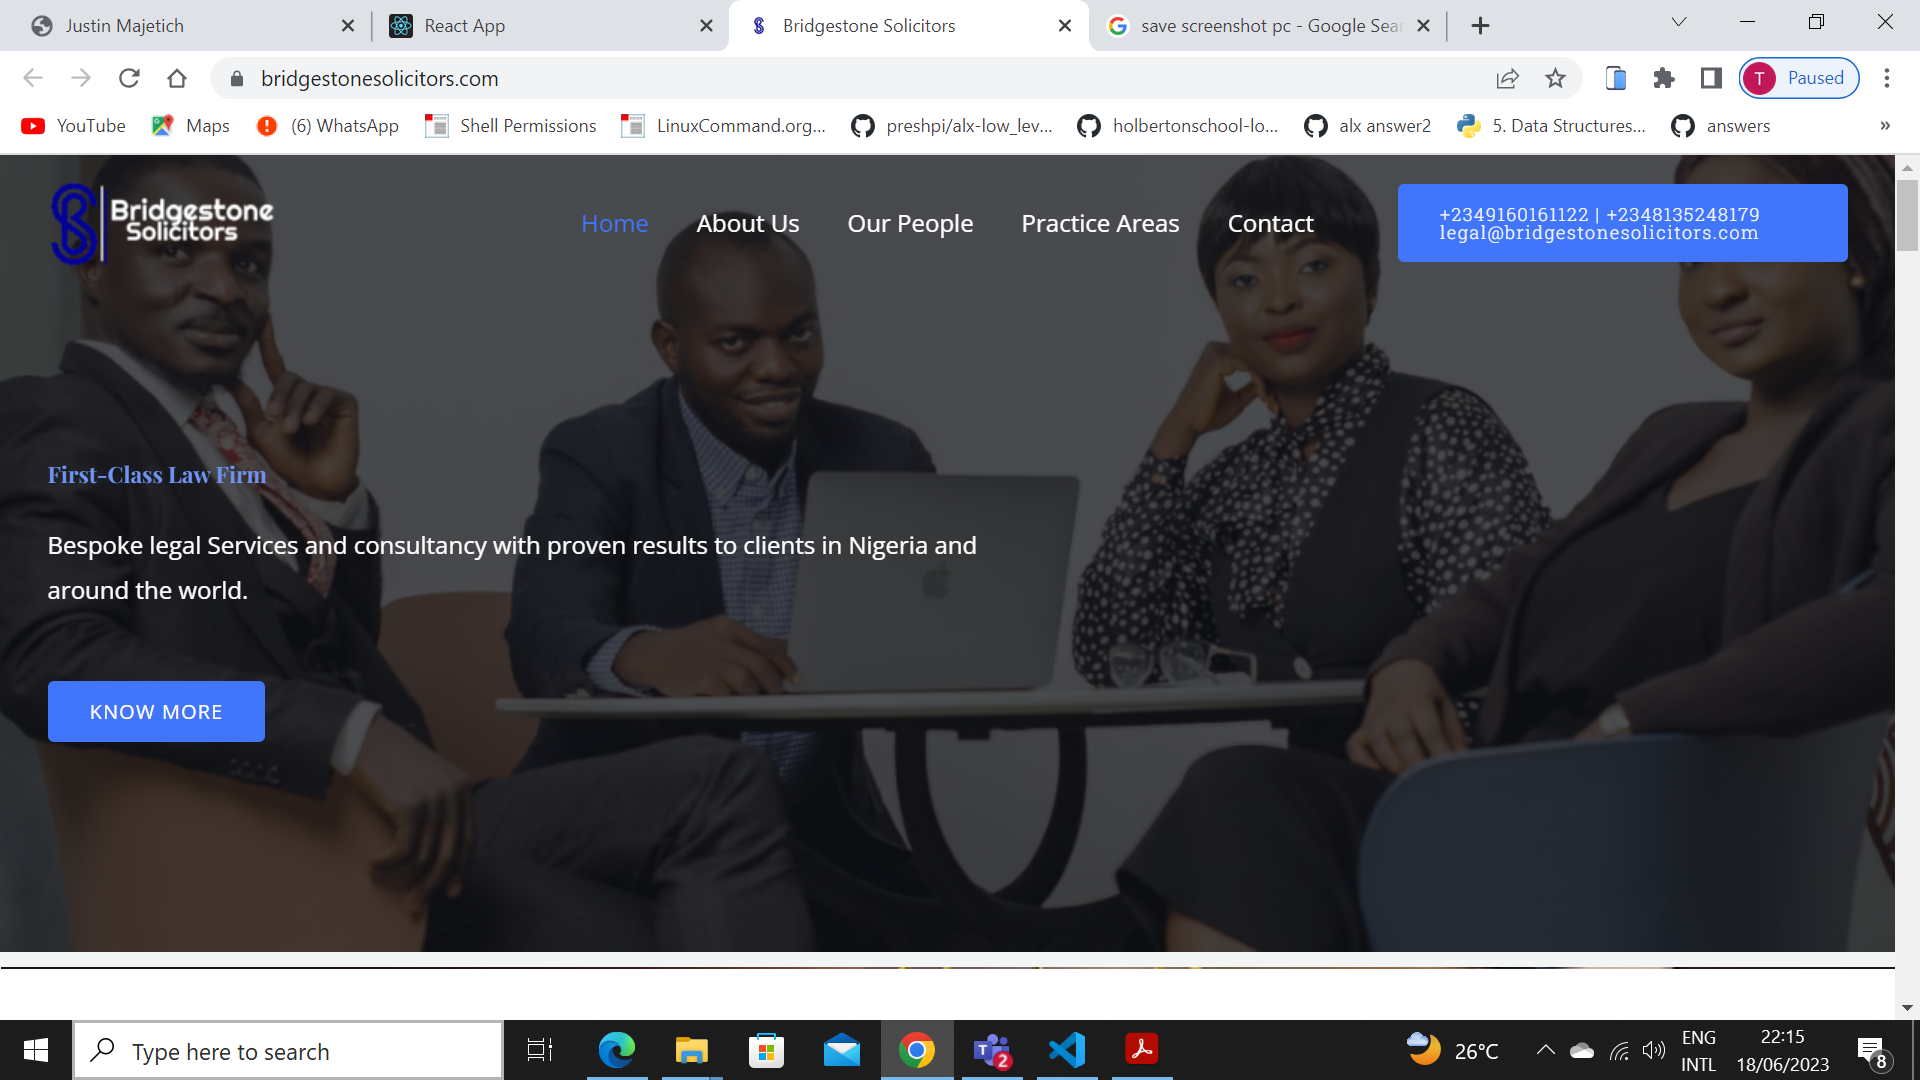 Justin Majetich
React App
Bridgestone Solicitors
save screenshot pc - Google Sear
bridgestonesolicitors.com
T Paused
YouTube
Maps
(6) WhatsApp
Shell Permissions
LinuxCommand.org...
preshpi/alx-low_lev...
holbertonschool-lo...
alx answer2
5. Data Structures...
answers
»
Bridgestone
Solicitors
Home
About Us
Our People
Practice Areas
Contact
+2349160161122 | +2348135248179
legal@bridgestonesolicitors.com
First-Class Law Firm
Bespoke legal Services and consultancy with proven results to clients in Nigeria and
around the world.
KNOW MORE
Type here to search
2
26°C
ENG
INTL
22:15
18/06/2023
8